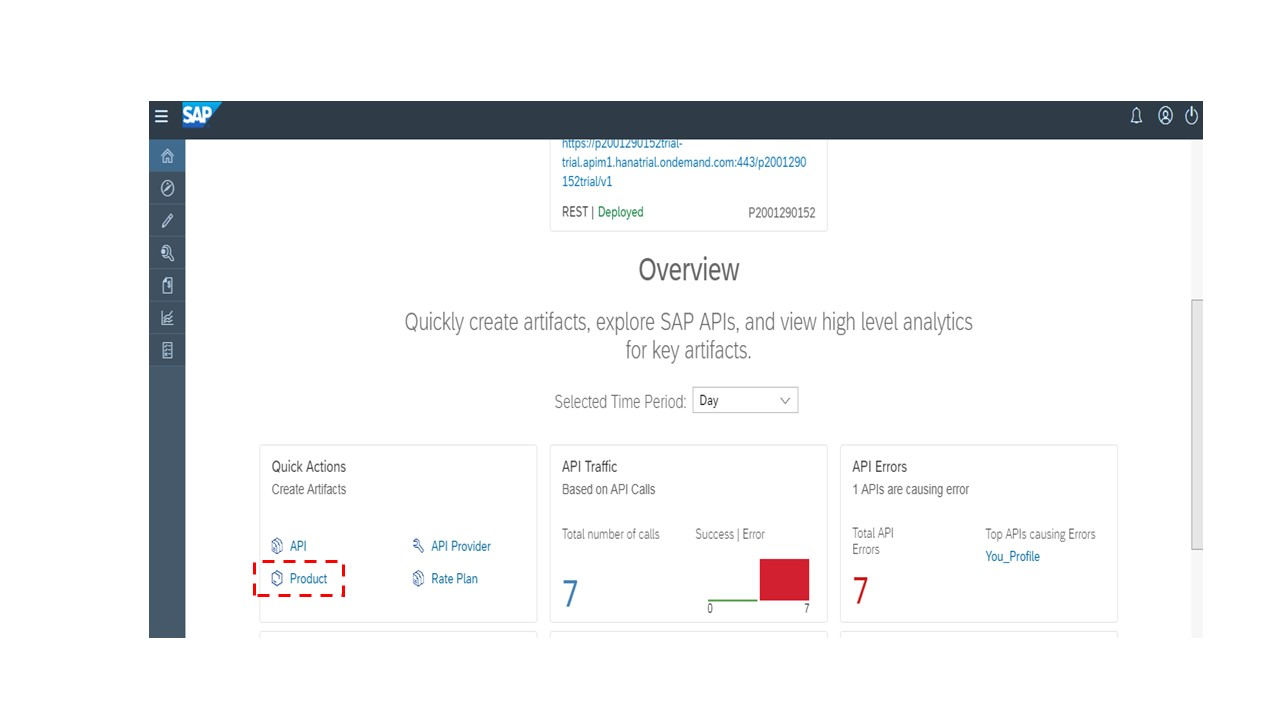 SAP
https://p2001290152trial-
trial.apim1.hanatrial.ondemand.com:443/p2001290
152trial/v1
REST | Deployed
P2001290152
Overview
Quickly create artifacts, explore SAP APIs, and view high level analytics
for key artifacts.
Selected Time Period: Day
Quick Actions
Create Artifacts
API
API Provider
Product
Rate Plan
API Traffic
Based on API Calls
Total number of calls
Success | Error
7
0
7
API Errors
1 APIs are causing error
Total API
Errors
Top APIs causing Errors
You_Profile
7